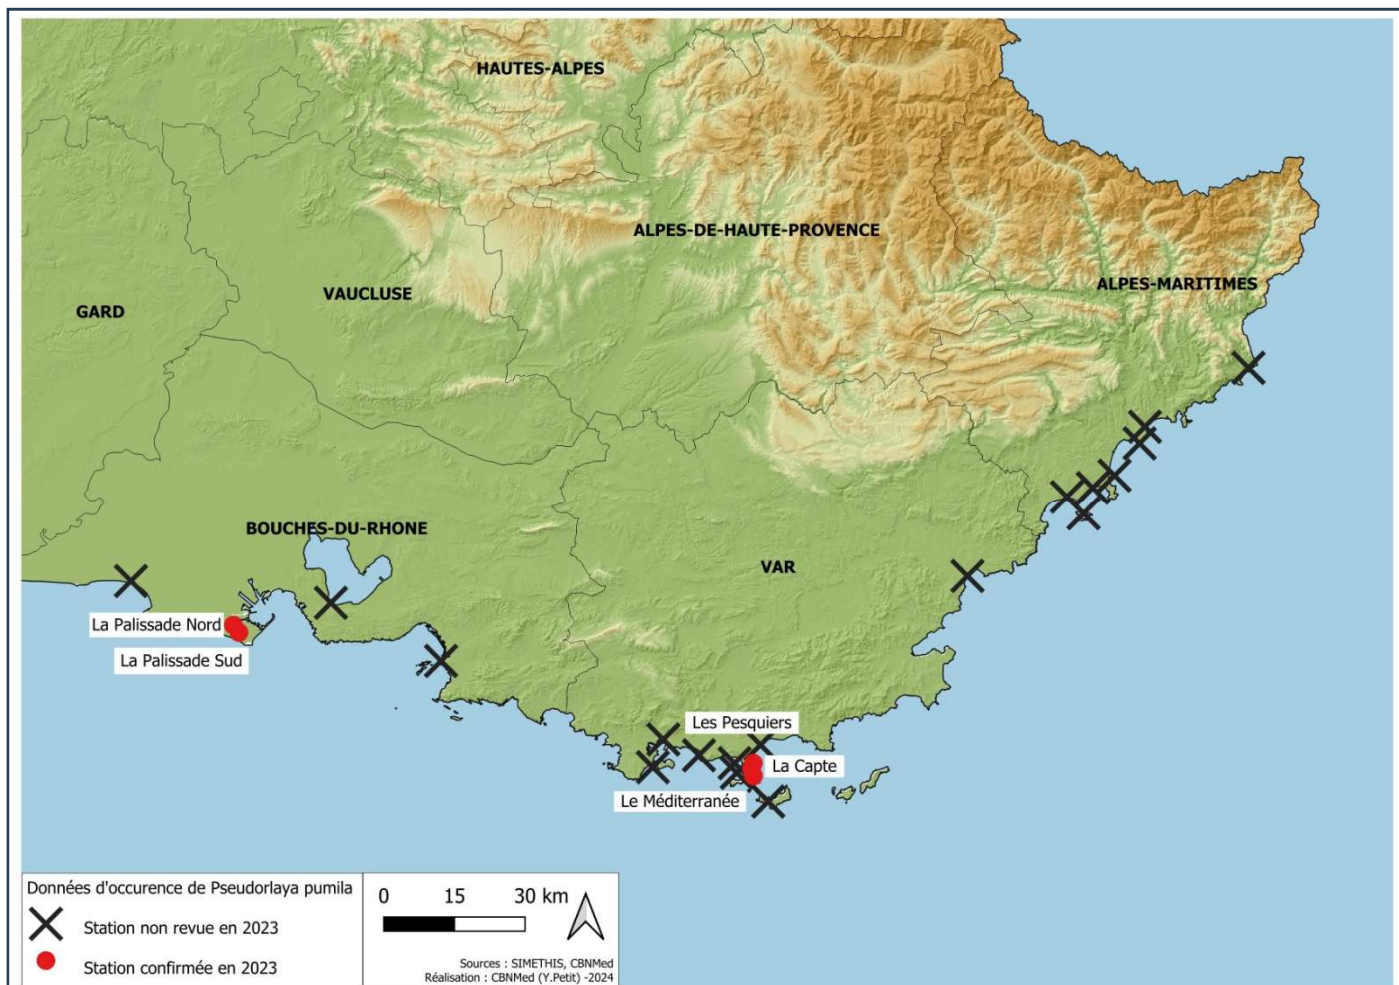 HAUTES-ALPES
ALPES-DE-HAUTE-PROVENCE
ALPES-MARITIMES
VAUCLUSE
GARD
BOUCHES-DU-RHONE
VAR
La Palissade Nord
La Palissade Sud
Les Pesquiers
La Capte
Le Méditerranée
Données d'occurence de Pseudorlaya pumila
Station non revue en 2023
Station confirmée en 2023
0 15 30 km
Sources : SIMETHIS, CBNMed
Réalisation : CBNMed (Y.Petit) -2024